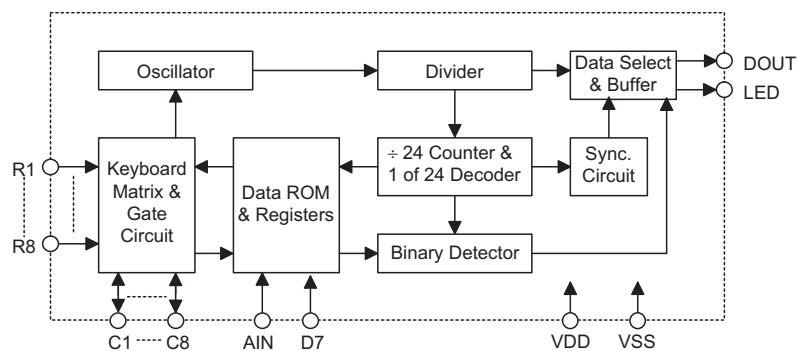 Oscillator
Divider
Data Select
& Buffer
DOUT
LED
R1
R8
Keyboard
Matrix &
Gate
Circuit
Data ROM
& Registers
÷ 24 Counter &
1 of 24 Decoder
Sync.
Circuit
Binary Detector
C1
C8
AIN
D7
VDD
VSS